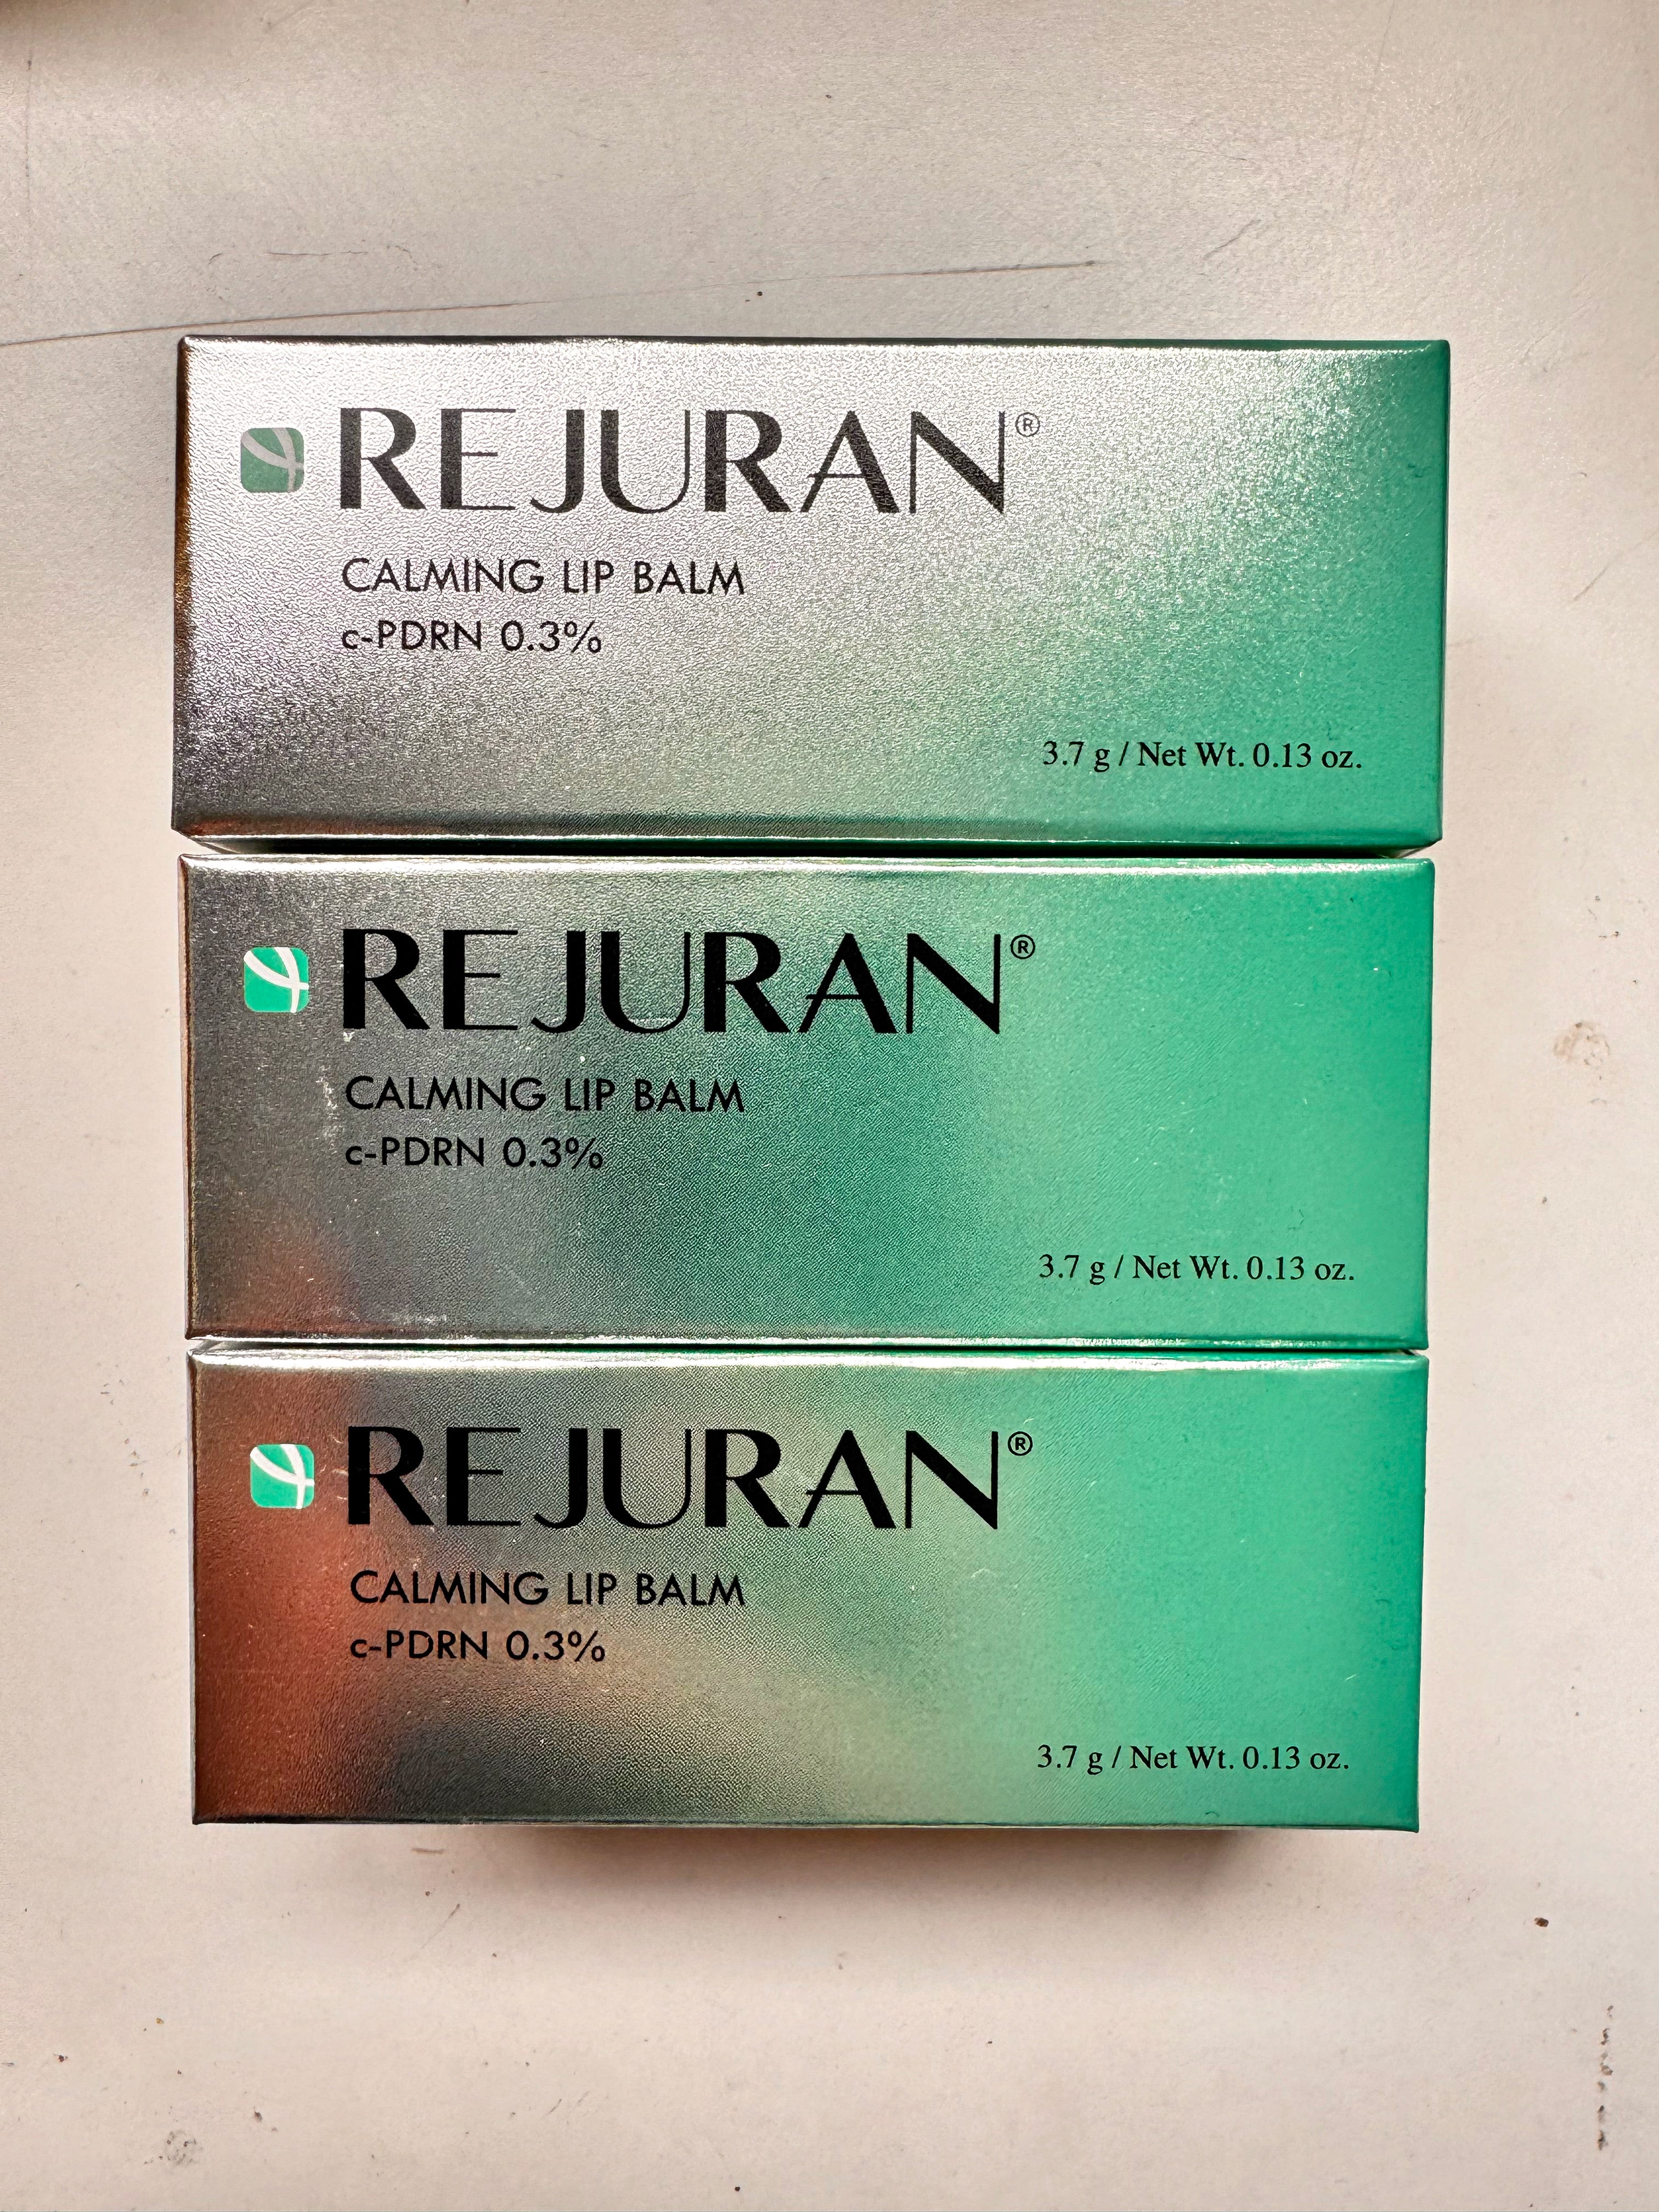 REJURAN®
CALMING LIP BALM
c-PDRN 0.3%
3.7 g / Net Wt. 0.13 oz.
REJURAN®
CALMING LIP BALM
c-PDRN 0.3%
3.7 g / Net Wt. 0.13 oz.
REJURAN®
CALMING LIP BALM
c-PDRN 0.3%
3.7 g / Net Wt. 0.13 oz.